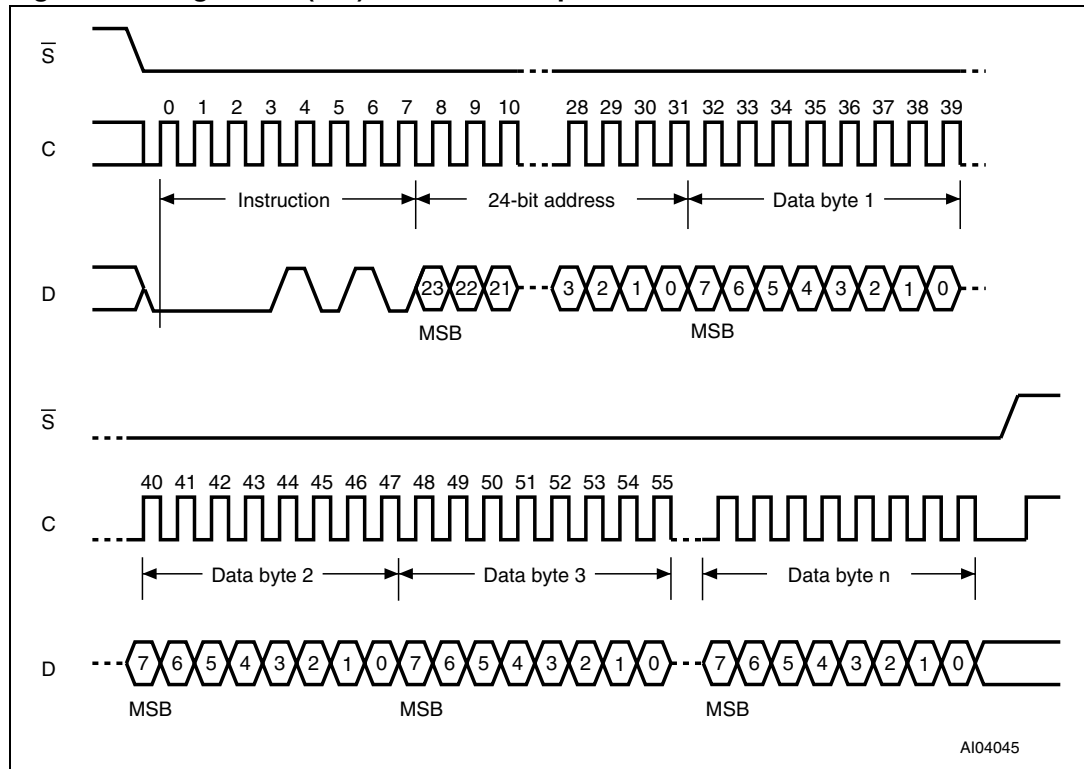 S
0 1 2 3 4 5 6 7 8 9 10 28 29 30 31 32 33 34 35 36 37 38 39
C
Instruction 24-bit address Data byte 1
D 23 22 21 3 2 1 0 7 6 5 4 3 2 1 0
MSB MSB
S
40 41 42 43 44 45 46 47 48 49 50 51 52 53 54 55
C
Data byte 2 Data byte 3 Data byte n
D 7 6 5 4 3 2 1 0 7 6 5 4 3 2 1 0 7 6 5 4 3 2 1 0
MSB MSB MSB
AI04045